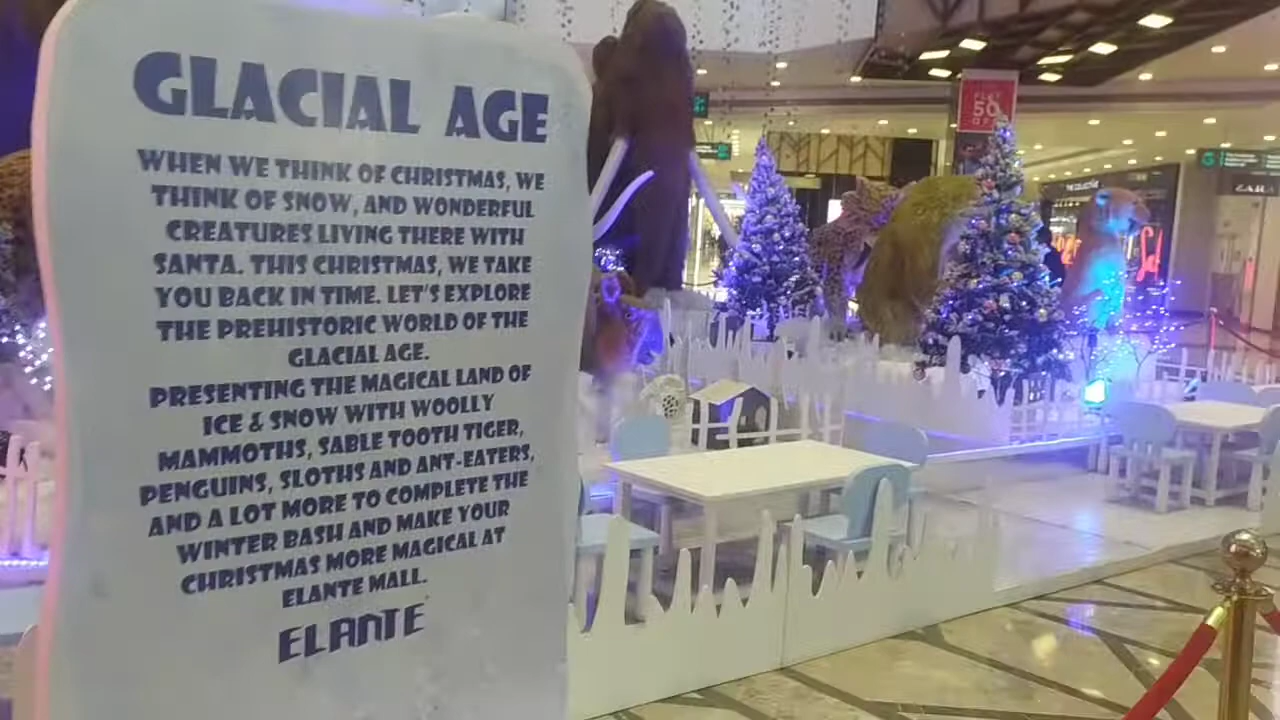 GLACIAL AGE
WHEN WE THINK OF CHRISTMAS, WE
THINK OF SNOW, AND WONDERFUL
CREATURES LIVING THERE WITH
SANTA. THIS CHRISTMAS, WE TAKE
YOU BACK IN TIME. LET'S EXPLORE
THE PREHISTORIC WORLD OF THE
GLACIAL AGE.
PRESENTING THE MAGICAL LAND OF
ICE & SNOW WITH WOOLLY
MAMMOTHS, SABLE TOOTH TIGER,
PENGUINS, SLOTHS AND ANT-EATERS,
AND A LOT MORE TO COMPLETE THE
WINTER BASH AND MAKE YOUR
CHRISTMAS MORE MAGICAL AT
ELANTE MALL.
ELANTE
FLAT
50
OFF
ZARA